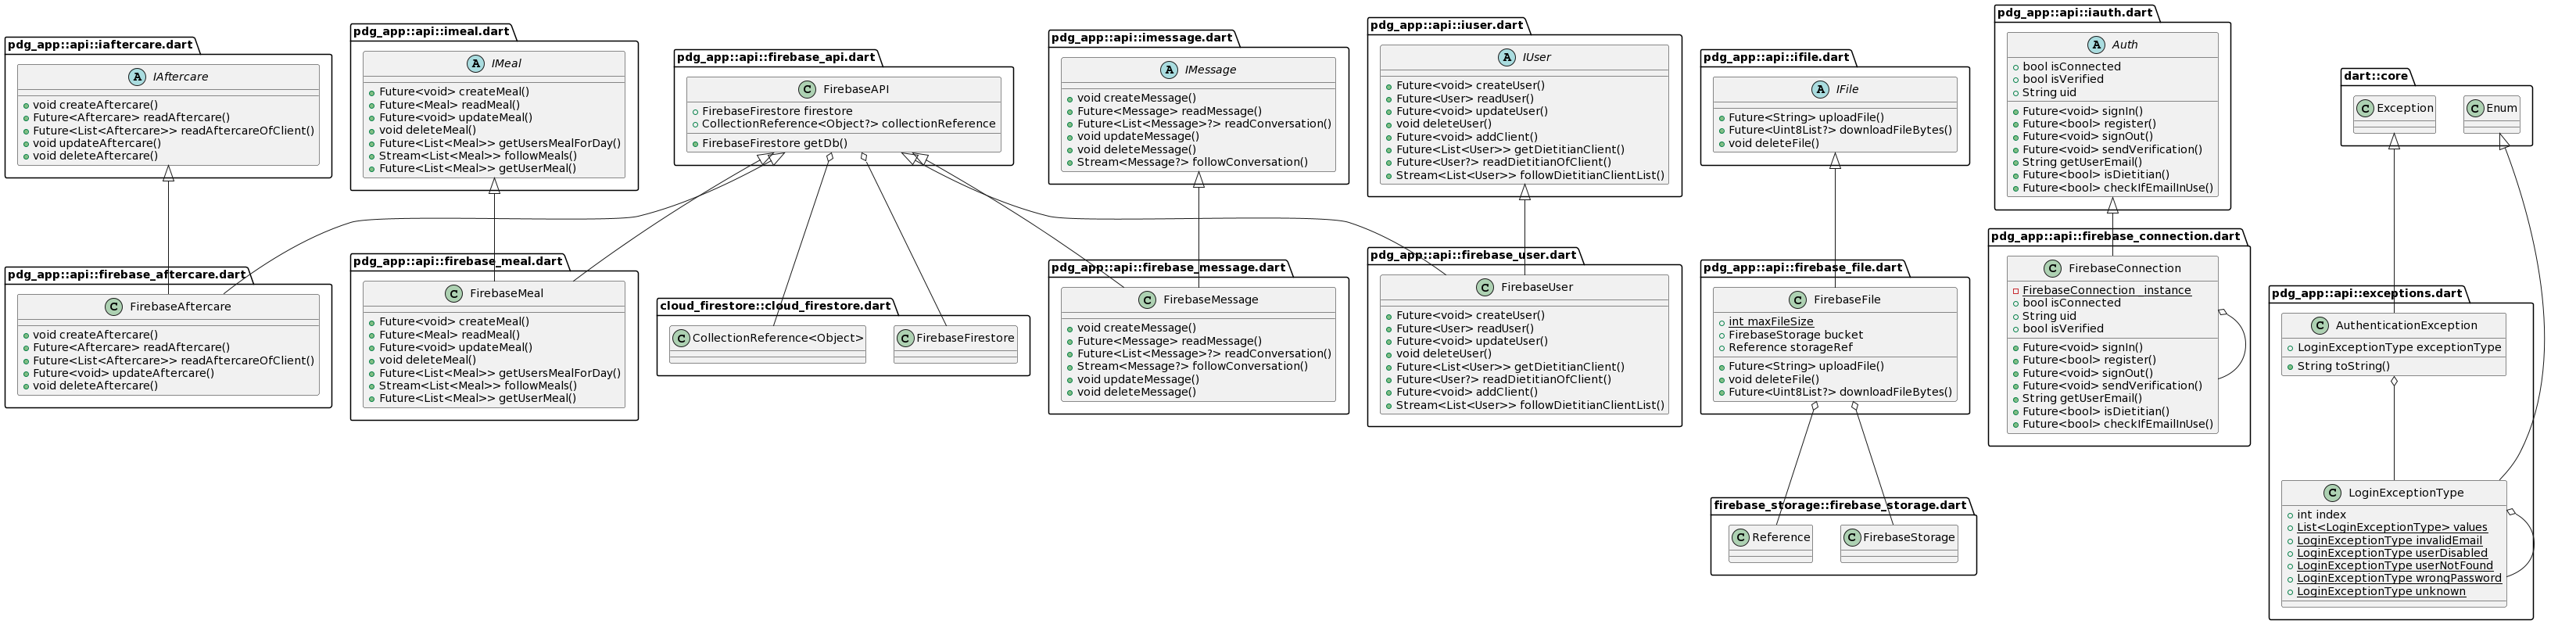 pdg_app::api::iaftercare.dart
A IAftercare
void createAftercare()
Future<Aftercare> readAftercare()
Future<List<Aftercare>> readAftercareOfClient()
void updateAftercare()
void deleteAftercare()
pdg_app::api::imeal.dart
A IMeal
Future<void> createMeal()
Future<Meal> readMeal()
Future<void> updateMeal()
void deleteMeal()
Future<List<Meal>> getUsersMealForDay()
Stream<List<Meal>> followMeals()
Future<List<Meal>> getUserMeal()
pdg_app::api::firebase_api.dart
C FirebaseAPI
FirebaseFirestore firestore
CollectionReference<Object?> collectionReference
FirebaseFirestore getDb()
pdg_app::api::imessage.dart
A IMessage
void createMessage()
Future<Message> readMessage()
Future<List<Message>?> readConversation()
void updateMessage()
void deleteMessage()
Stream<Message?> followConversation()
pdg_app::api::iuser.dart
A IUser
Future<void> createUser()
Future<User> readUser()
Future<void> updateUser()
void deleteUser()
Future<void> addClient()
Future<List<User>> getDietitianClient()
Future<User?> readDietitianOfClient()
Stream<List<User>> followDietitianClientList()
pdg_app::api::ifile.dart
A IFile
Future<String> uploadFile()
Future<Uint8List?> downloadFileBytes()
void deleteFile()
pdg_app::api::iauth.dart
A Auth
bool isConnected
bool isVerified
String uid
Future<void> signIn()
Future<bool> register()
Future<void> signOut()
Future<void> sendVerification()
String getUserEmail()
Future<bool> isDietitian()
Future<bool> checkIfEmailInUse()
dart::core
C Exception
C Enum
pdg_app::api::firebase_aftercare.dart
C FirebaseAftercare
void createAftercare()
Future<Aftercare> readAftercare()
Future<List<Aftercare>> readAftercareOfClient()
Future<void> updateAftercare()
void deleteAftercare()
pdg_app::api::firebase_meal.dart
C FirebaseMeal
Future<void> createMeal()
Future<Meal> readMeal()
Future<void> updateMeal()
void deleteMeal()
Future<List<Meal>> getUsersMealForDay()
Stream<List<Meal>> followMeals()
Future<List<Meal>> getUserMeal()
cloud_firestore::cloud_firestore.dart
C CollectionReference<Object>
C FirebaseFirestore
pdg_app::api::firebase_message.dart
C FirebaseMessage
void createMessage()
Future<Message> readMessage()
Future<List<Message>?> readConversation()
Stream<Message?> followConversation()
void updateMessage()
void deleteMessage()
pdg_app::api::firebase_user.dart
C FirebaseUser
Future<void> createUser()
Future<User> readUser()
Future<void> updateUser()
void deleteUser()
Future<List<User>> getDietitianClient()
Future<User?> readDietitianOfClient()
Future<void> addClient()
Stream<List<User>> followDietitianClientList()
pdg_app::api::firebase_file.dart
C FirebaseFile
int maxFileSize
FirebaseStorage bucket
Reference storageRef
Future<String> uploadFile()
void deleteFile()
Future<Uint8List?> downloadFileBytes()
pdg_app::api::firebase_connection.dart
C FirebaseConnection
FirebaseConnection _instance
bool isConnected
String uid
bool isVerified
Future<void> signIn()
Future<bool> register()
Future<void> signOut()
Future<void> sendVerification()
String getUserEmail()
Future<bool> isDietitian()
Future<bool> checkIfEmailInUse()
pdg_app::api::exceptions.dart
C AuthenticationException
LoginExceptionType exceptionType
String toString()
C LoginExceptionType
int index
List<LoginExceptionType> values
LoginExceptionType invalidEmail
LoginExceptionType userDisabled
LoginExceptionType userNotFound
LoginExceptionType wrongPassword
LoginExceptionType unknown
firebase_storage::firebase_storage.dart
C Reference
C FirebaseStorage